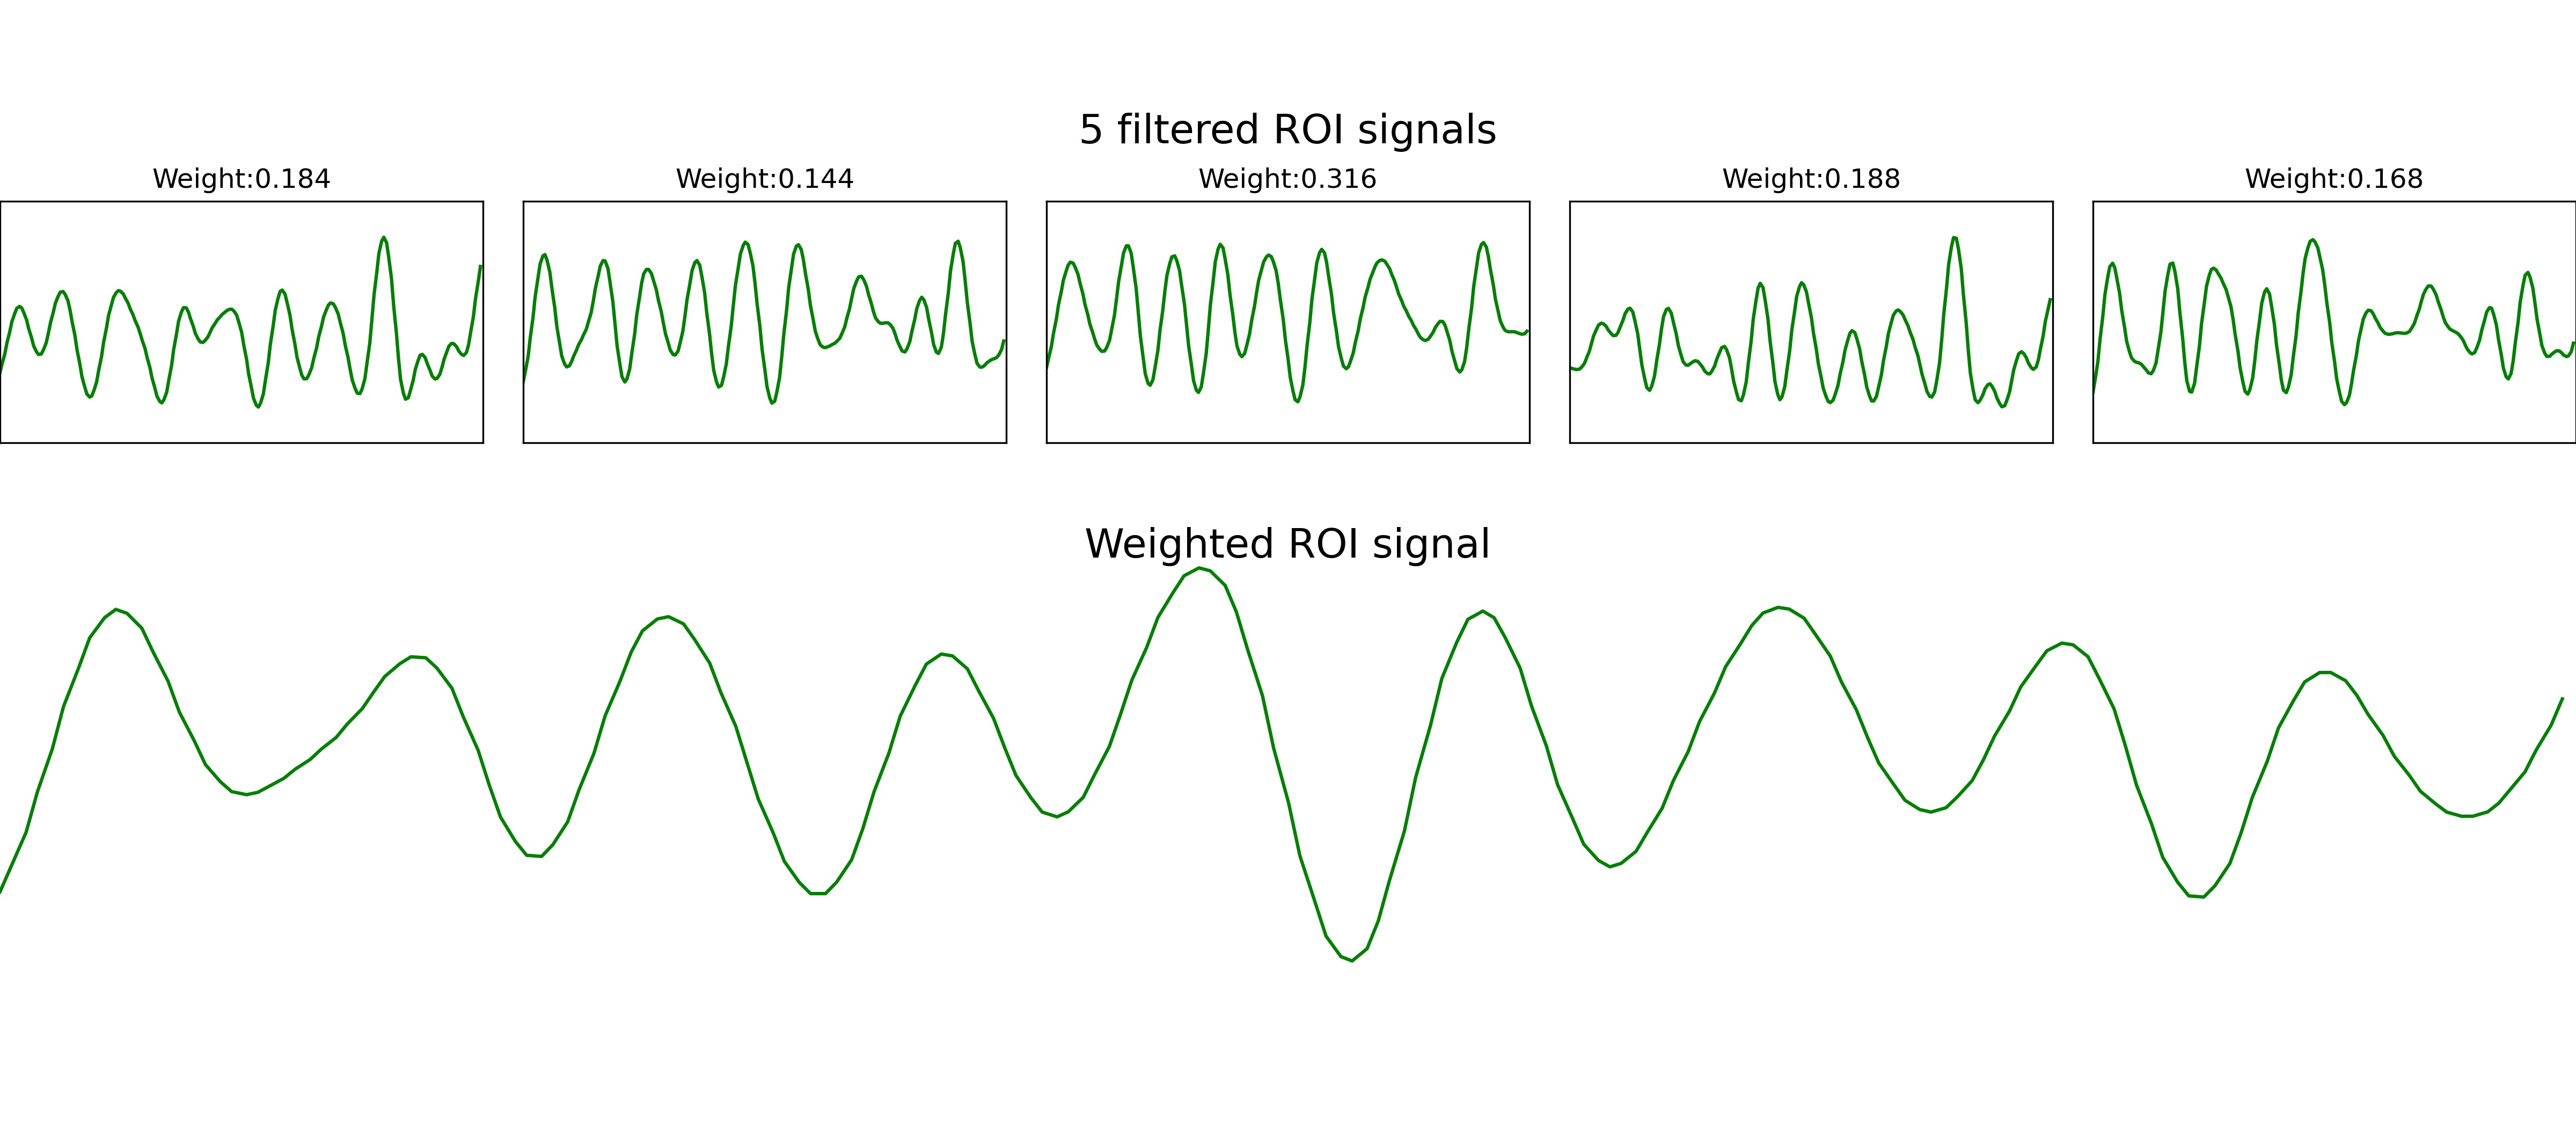 5 filtered ROI signals
Weight:0.184
Weight:0.144
Weight:0.316
Weight:0.188
Weight:0.168
Weighted ROI signal